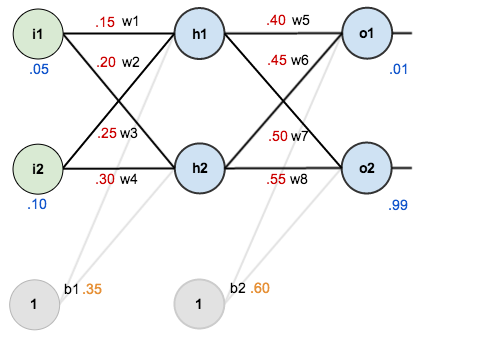 i1 .15 w1 h1 .40 w5 o1
.05 .20 w2 .45 w6 .01
.25 w3 .50 w7
i2 .30 w4 h2 .55 w8 o2
.10 .99
b1 .35 b2 .60
1 1